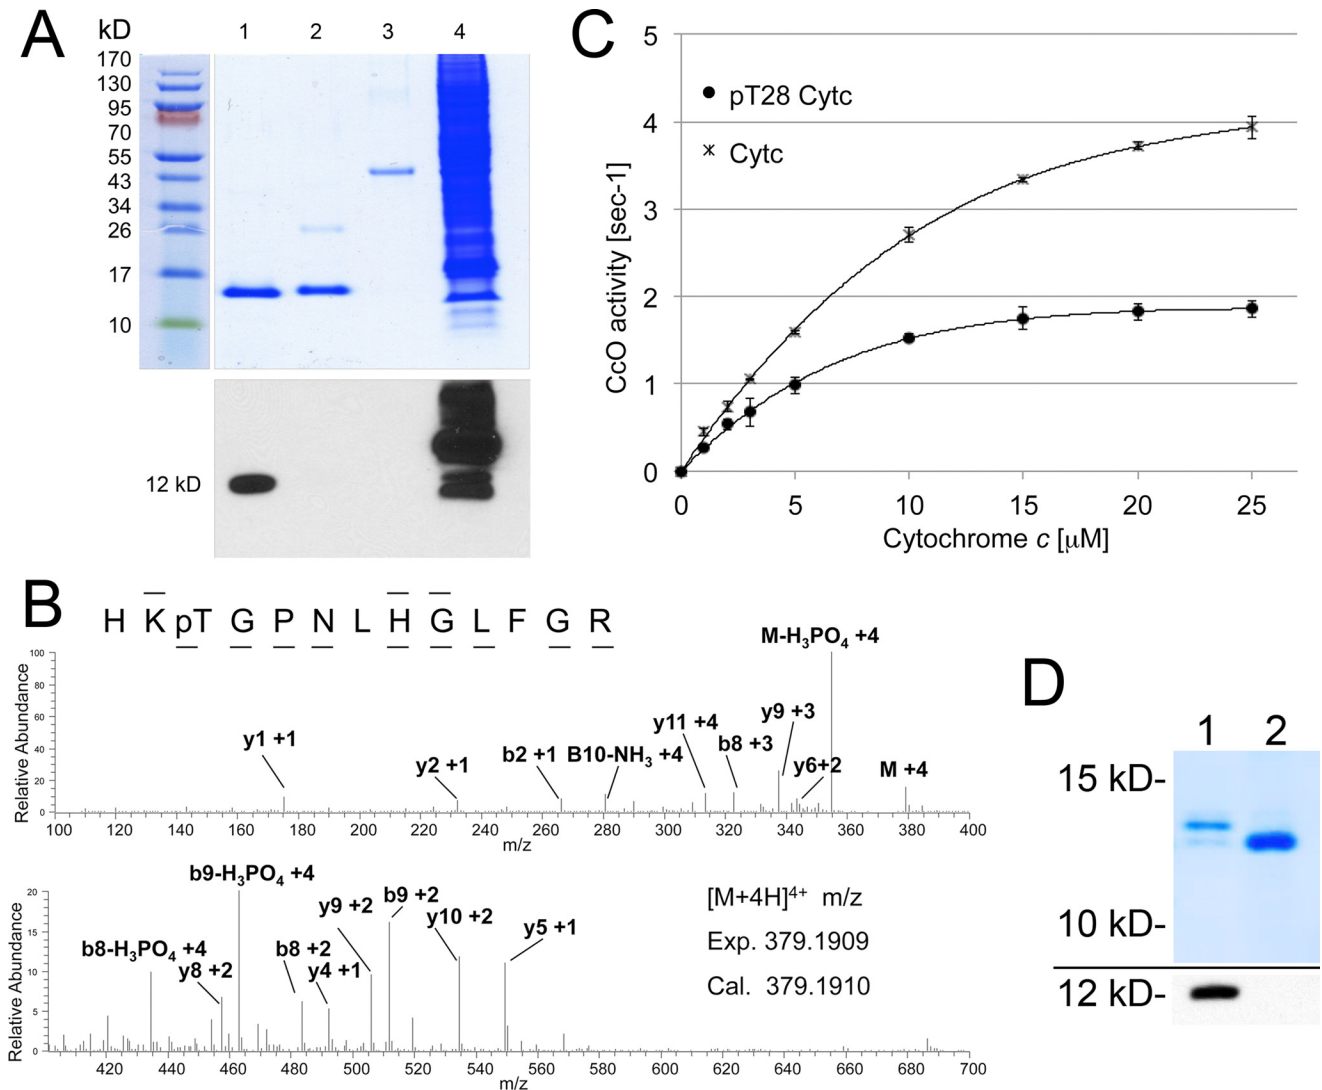 A
kD
1 2 3 4
170
130
95
70
55
43
34
26
17
10
12 kD
C
5
4
3
2
1
0
pT28 Cytc
Cytc
CcO activity [sec-1]
0 5 10 15 20 25
Cytochrome c [µM]
B
H K pT G P N L H G L F G R
Relative Abundance
100
80
60
40
20
0
y1 +1
y2 +1
b2 +1
B10-NH₃ +4
y11 +4
b8 +3
y9 +3
y6+2
M-H₃PO₄ +4
M +4
100 120 140 160 180 200 220 240 260 280 300 320 340 360 380 400
m/z
Relative Abundance
20
15
10
5
0
b8-H₃PO₄ +4
y8 +2
b9-H₃PO₄ +4
b8 +2
y4 +1
y9 +2
b9 +2
y10 +2
y5 +1
420 440 460 480 500 520 540 560 580 600 620 640 660 680 700
m/z
[M+4H]⁴⁺ m/z
Exp. 379.1909
Cal. 379.1910
D
1 2
15 kD-
10 kD-
12 kD-